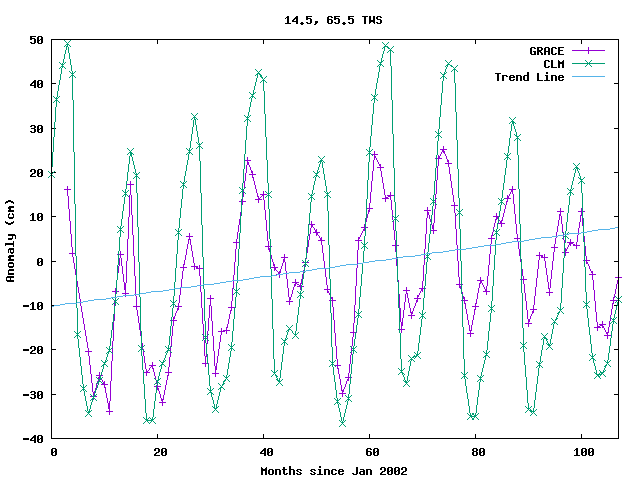 14.5, 65.5 TWS
GRACE
CLM
Trend Line
50
40
30
20
10
0
-10
-20
-30
-40
Anomaly (cm)
0 20 40 60 80 100
Months since Jan 2002